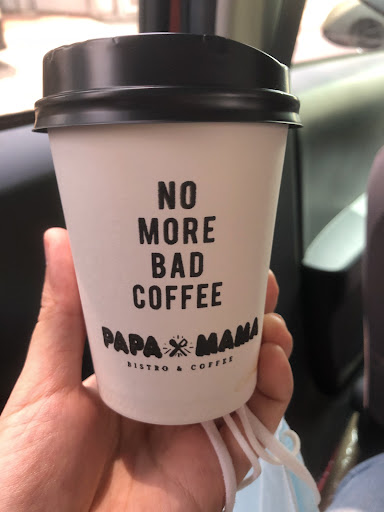 NO
MORE
BAD
COFFEE
PAPA MAMA
BISTRO & COFFEE